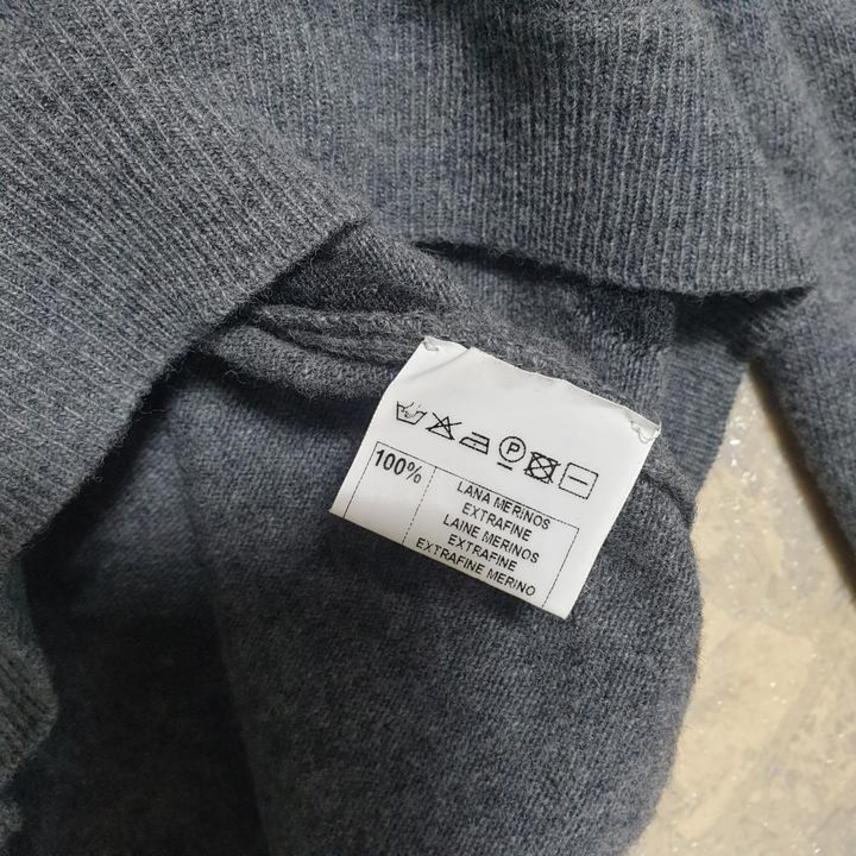 P
100%
LANA MERINOS
EXTRAFINE
LAINE MERINOS
EXTRAFINE
EXTRAFINE MERINO